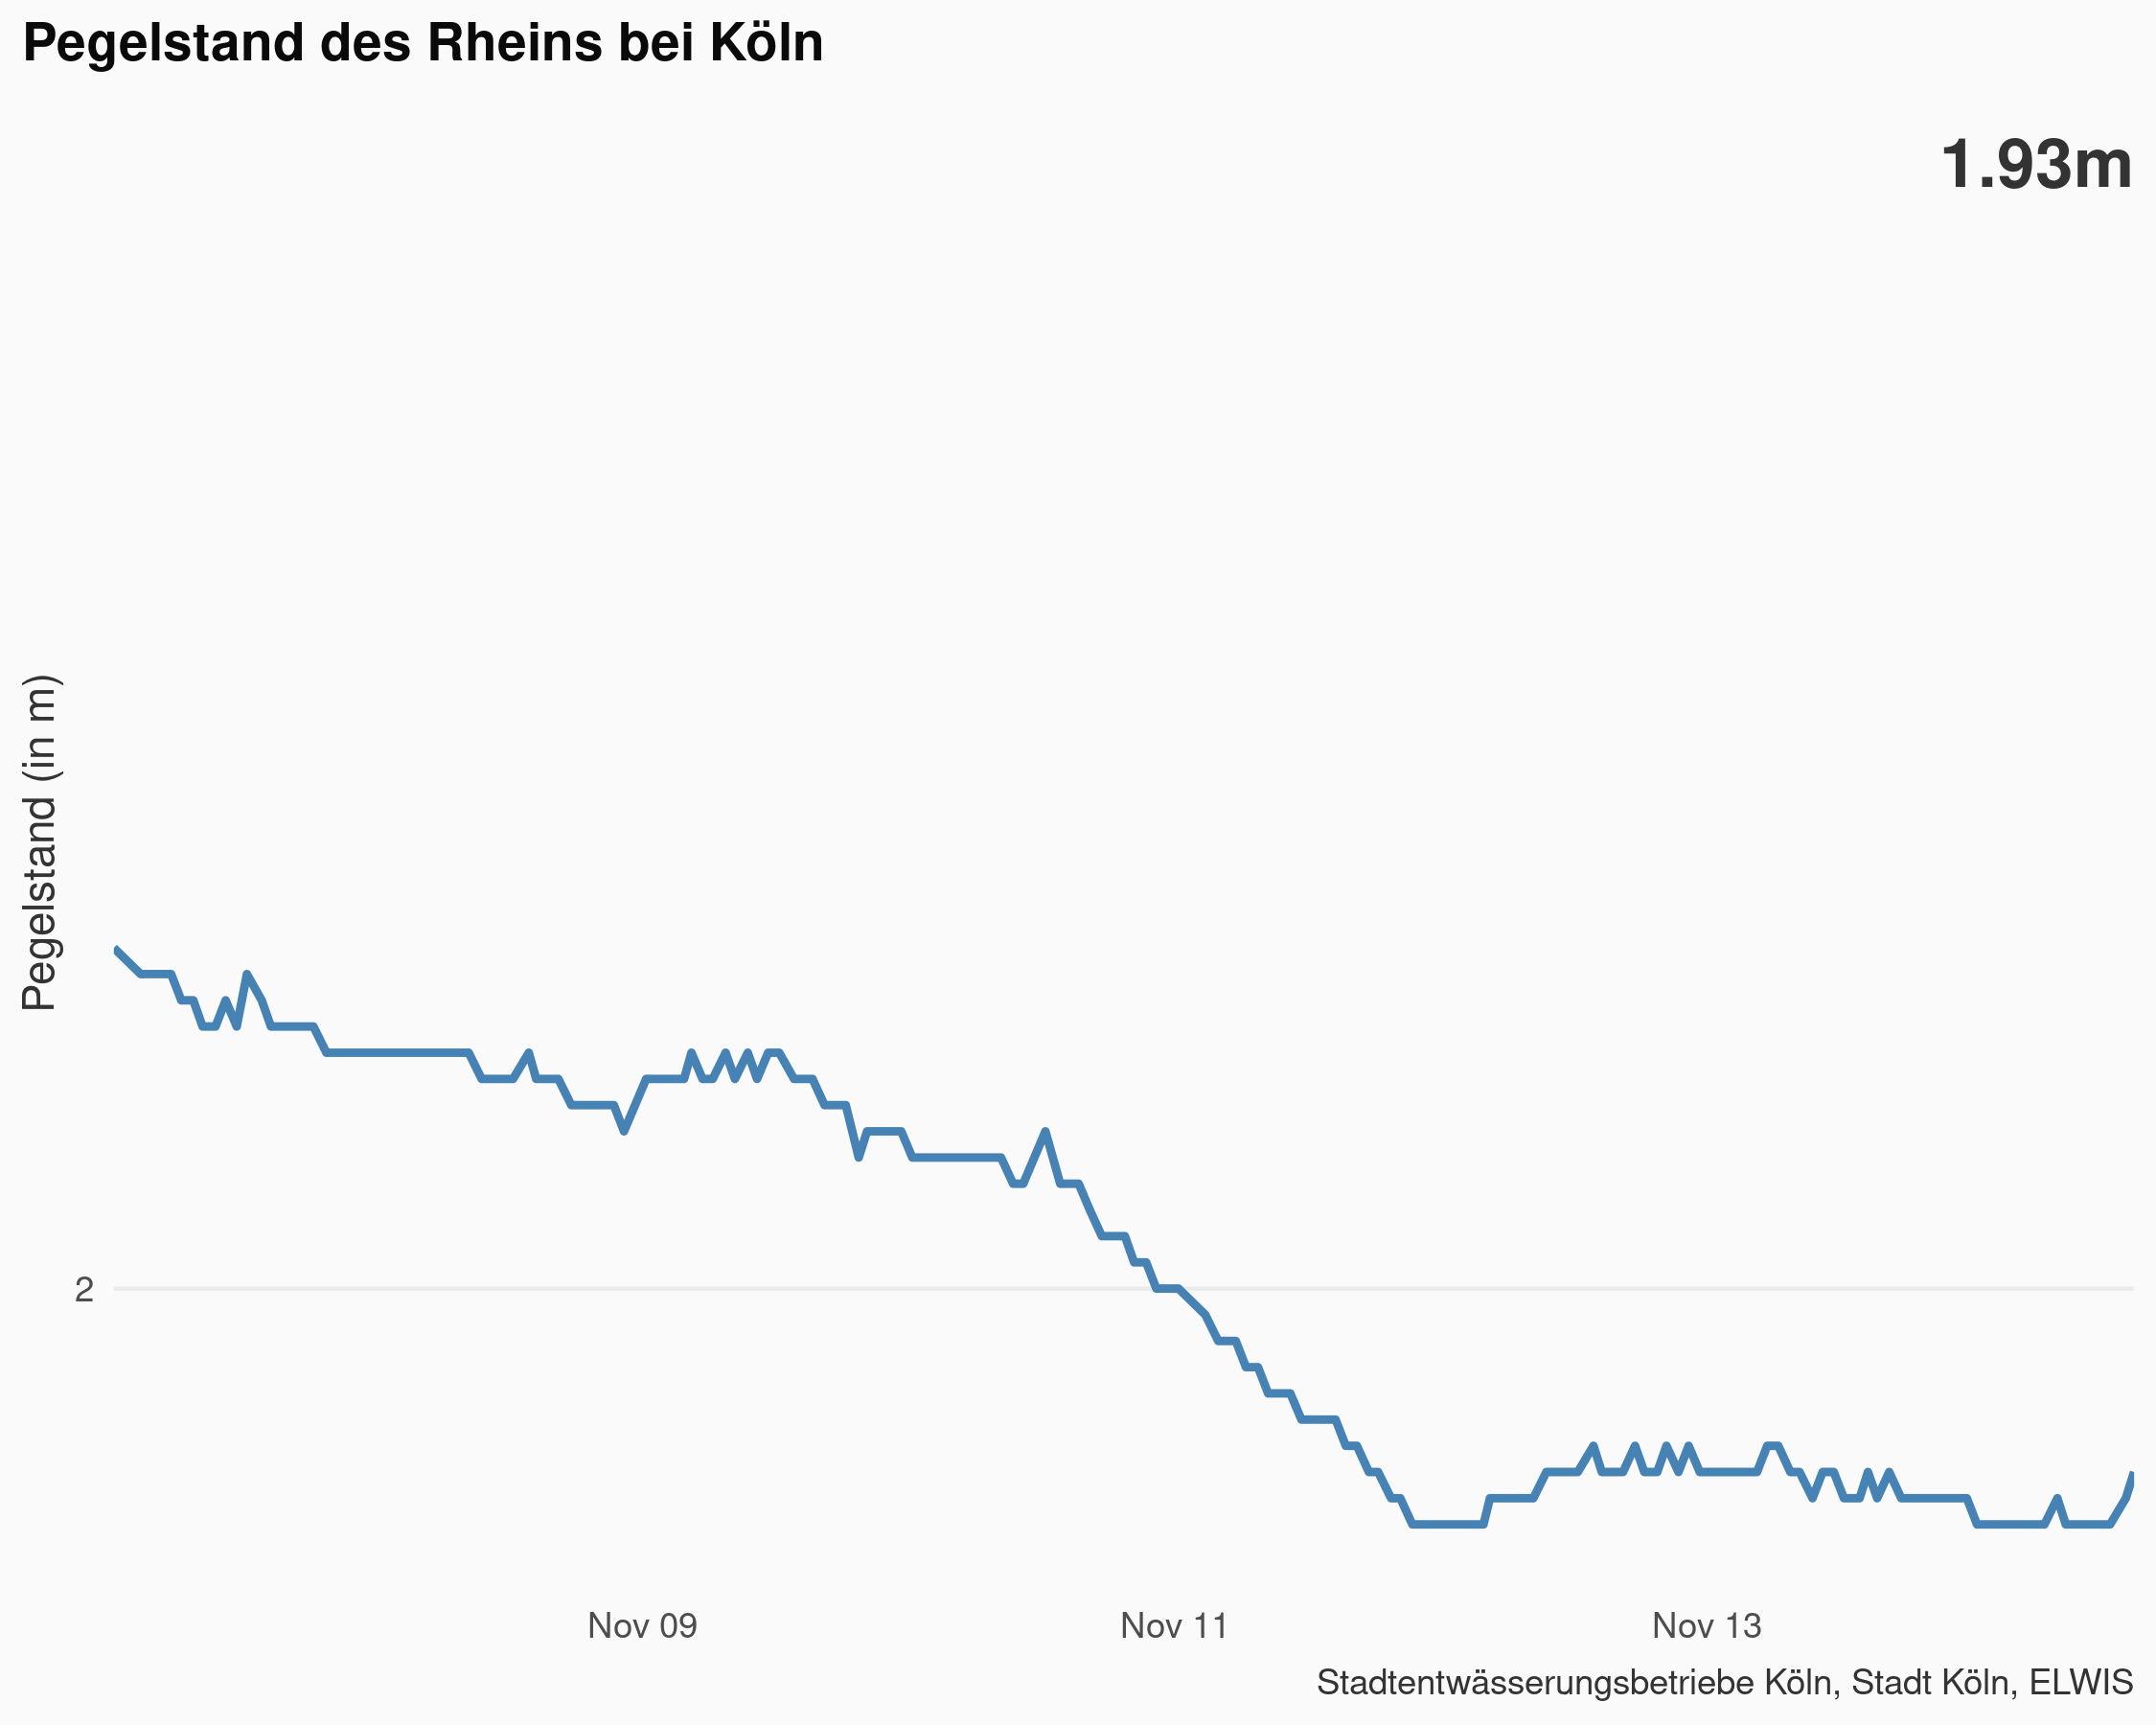 Pegelstand des Rheins bei Köln
1.93m
Pegelstand (in m)
2
Nov 09
Nov 11
Nov 13
Stadtentwässerungsbetriebe Köln, Stadt Köln, ELWIS